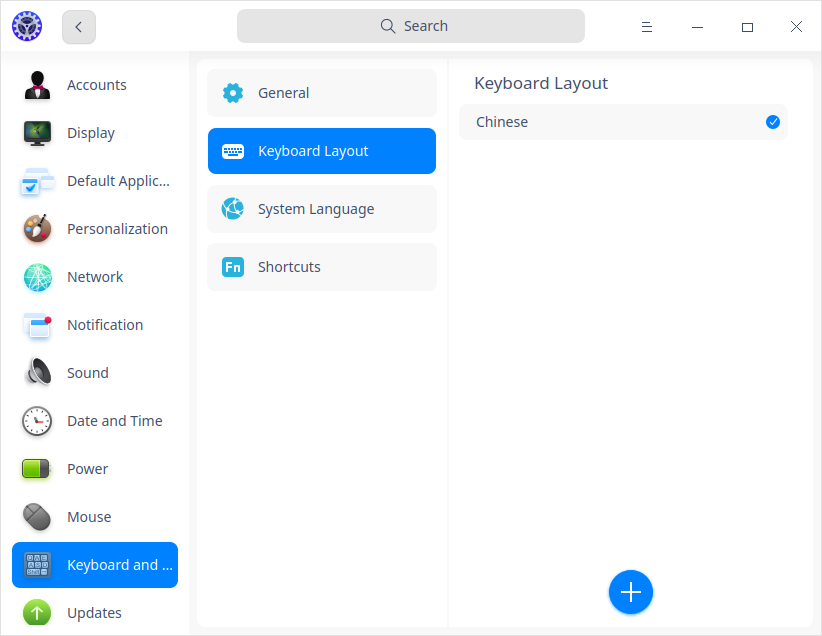 Search
Accounts
Display
Default Applic...
Personalization
Network
Notification
Sound
Date and Time
Power
Mouse
Keyboard and ...
Updates
General
Keyboard Layout
System Language
Fn
Shortcuts
Keyboard Layout
Chinese